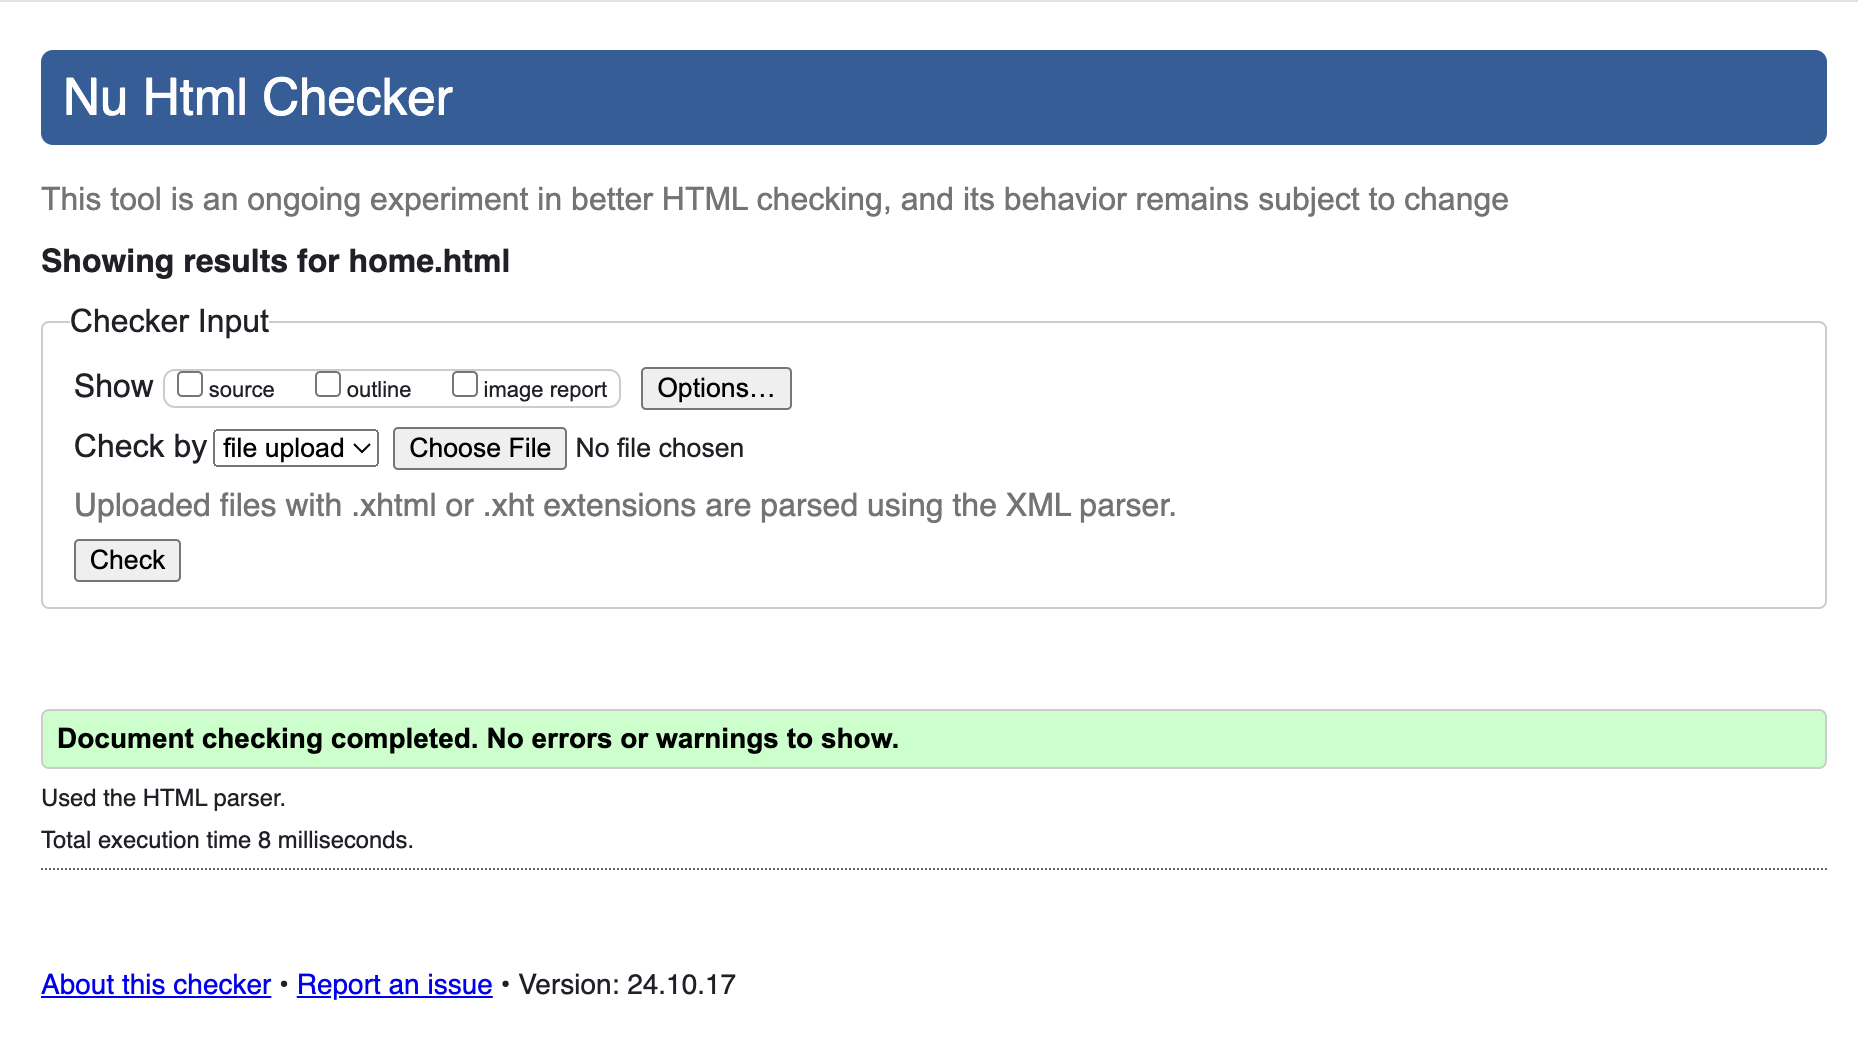 Nu Html Checker
This tool is an ongoing experiment in better HTML checking, and its behavior remains subject to change
Showing results for home.html
Checker Input
Show source outline image report Options…
Check by file upload Choose File No file chosen
Uploaded files with .xhtml or .xht extensions are parsed using the XML parser.
Check
Document checking completed. No errors or warnings to show.
Used the HTML parser.
Total execution time 8 milliseconds.
About this checker • Report an issue • Version: 24.10.17